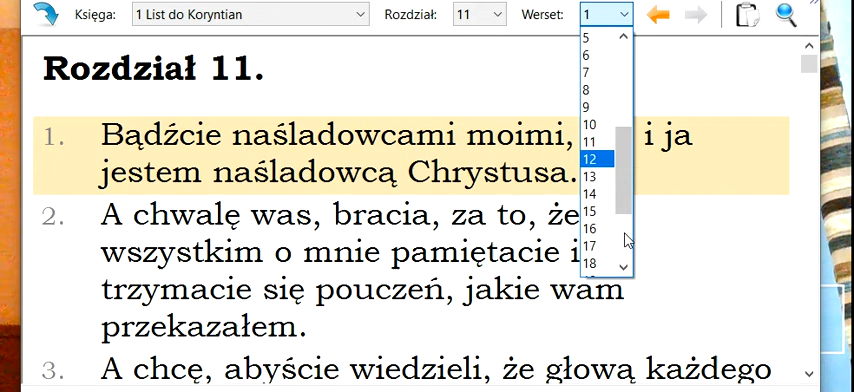 Księga: 1 List do Koryntian Rozdział: 11 Werset: 1
5
6
7
8
9
10
11
12
13
14
15
16
17
18
Rozdział 11.
1. Bądźcie naśladowcami moimi, i ja
jestem naśladowcą Chrystusa.
2. A chwalę was, bracia, za to, że
wszystkim o mnie pamiętacie i
trzymacie się pouczeń, jakie wam
przekazałem.
3. A chcę, abyście wiedzieli, że głową każdego